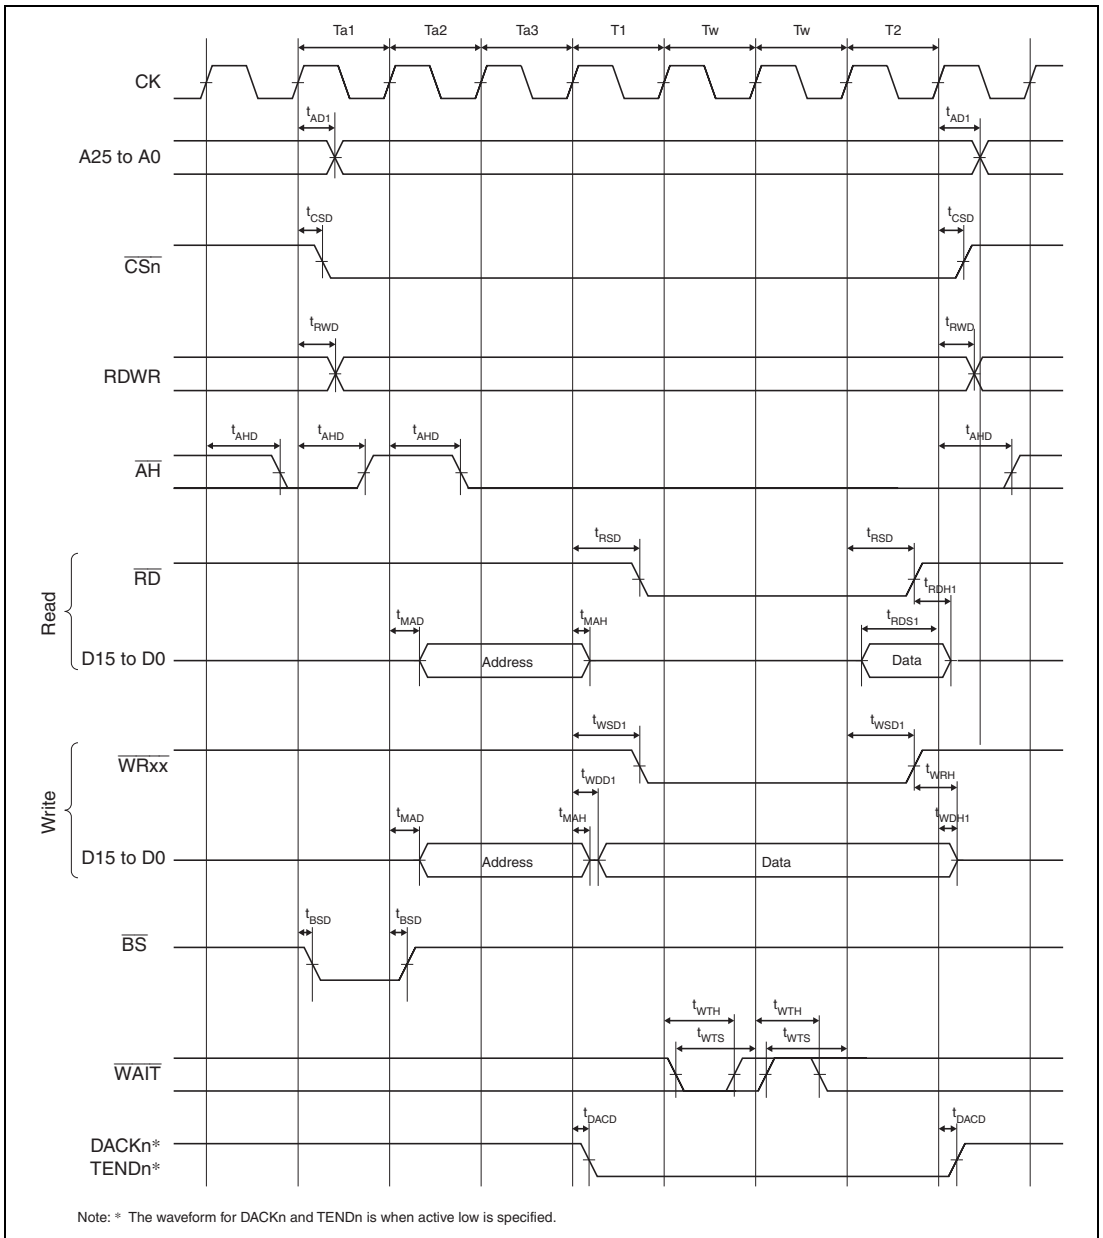 Ta1 Ta2 Ta3 T1 Tw Tw T2
CK
tAD1 tAD1
A25 to A0
tCSD tCSD
CSn
tRWD tRWD
RDWR
tAHD tAHD tAHD tAHD
AH
tRSD tRSD
RD
tRDH1
Read
tMAD tMAH tRDS1
D15 to D0 Address Data
tWSD1 tWSD1
WRxx
tWDD1 tWRH
Write
tMAD tMAH tWDH1
D15 to D0 Address Data
tBSD tBSD
BS
tWTH tWTH
tWTS tWTS
WAIT
tDACD tDACD
DACKn*
TENDn*
Note: * The waveform for DACKn and TENDn is when active low is specified.